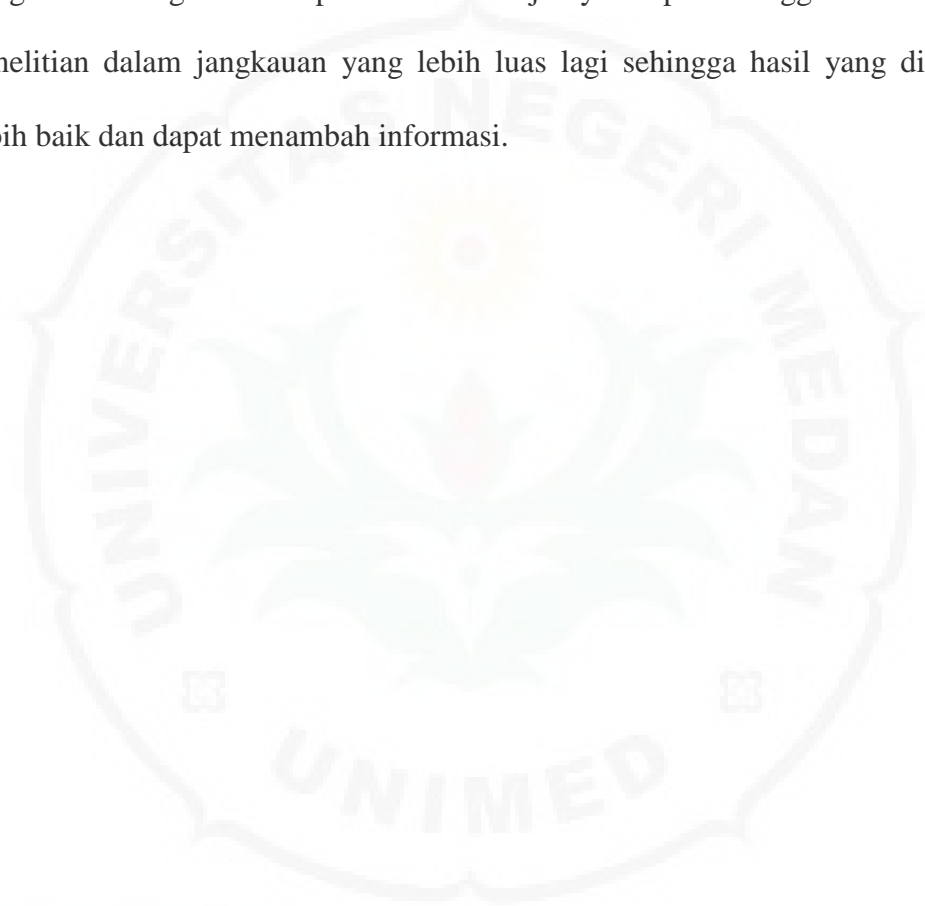 nelitian dalam jangkauan yang lebih luas lagi sehingga hasil yang di
bih baik dan dapat menambah informasi.
UNIVERSITAS NEGERI MEDAN
UNIMED